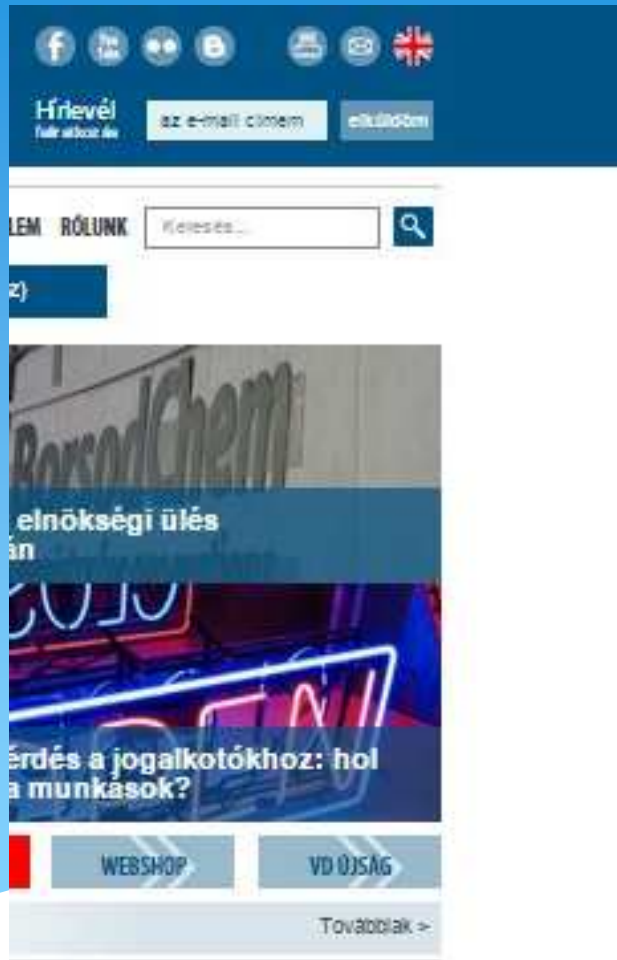 Hírlevél
az e-mail címem
elküldöm
LEM RÓLUNK
Keresés...
z)
BorsodChem
elnökségi ülés
án
2015
érdés a jogalkotókhoz: hol
a munkások?
WEBSHOP
VD ÚJSÁG
Továbbiak »